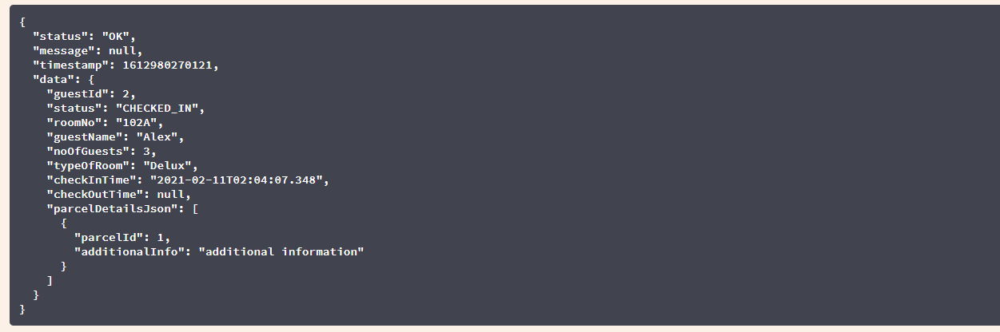 {
  "status": "OK",
  "message": null,
  "timestamp": 1612980270121,
  "data": {
    "guestId": 2,
    "status": "CHECKED_IN",
    "roomNo": "102A",
    "guestName": "Alex",
    "noOfGuests": 3,
    "typeOfRoom": "Delux",
    "checkInTime": "2021-02-11T02:04:07.348",
    "checkOutTime": null,
    "parcelDetailsJson": [
      {
        "parcelId": 1,
        "additionalInfo": "additional information"
      }
    ]
  }
}